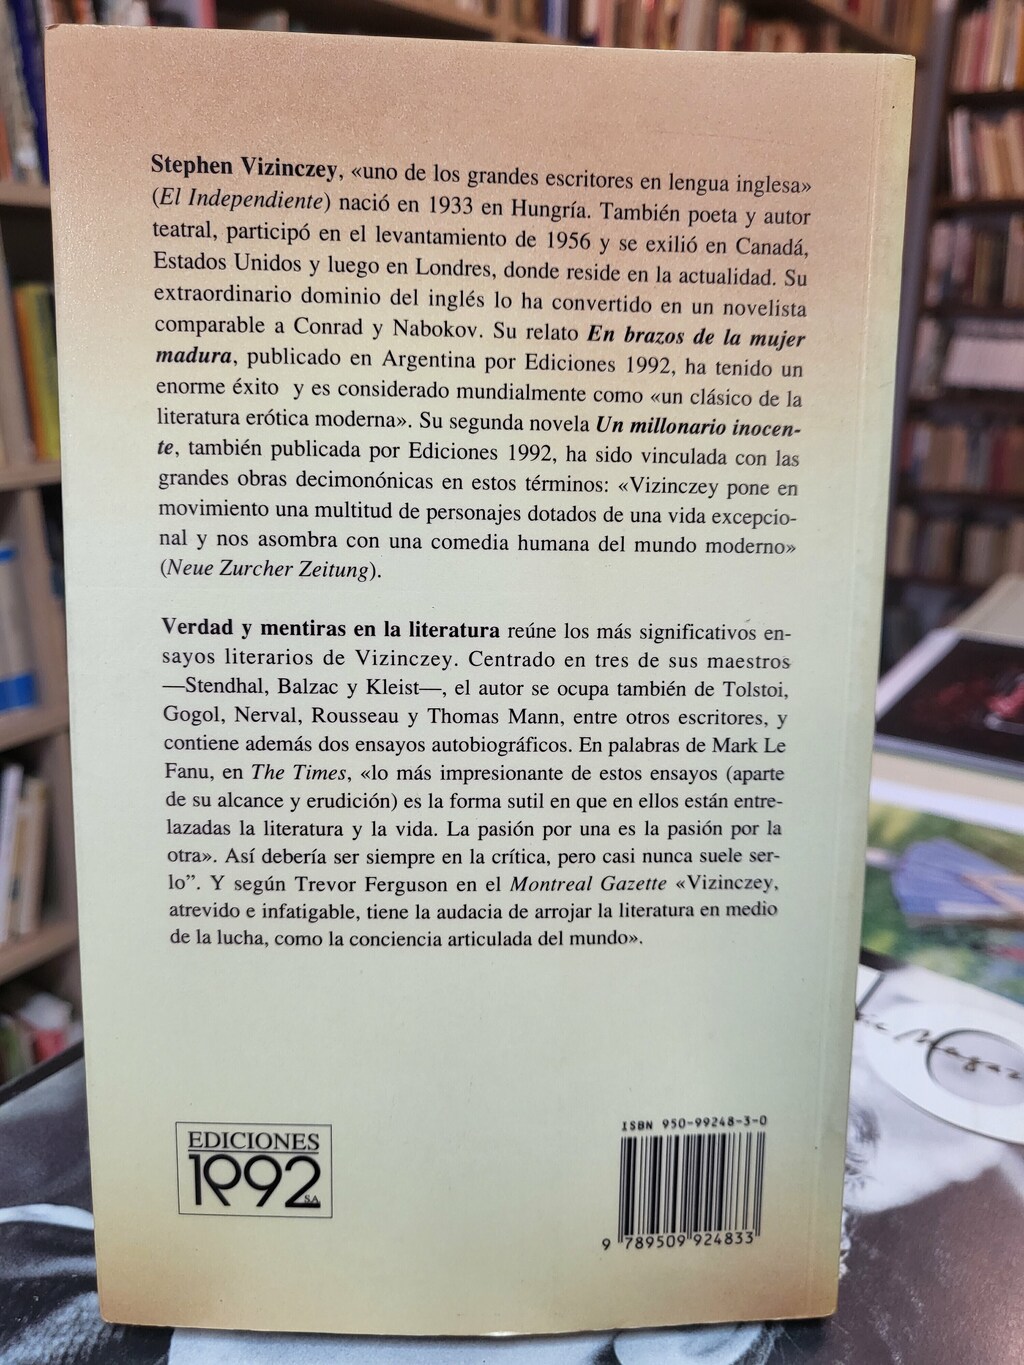 Stephen Vizinczey, «uno de los grandes escritores en lengua inglesa»
(El Independiente) nació en 1933 en Hungría. También poeta y autor
teatral, participó en el levantamiento de 1956 y se exilió en Canadá,
Estados Unidos y luego en Londres, donde reside en la actualidad. Su
extraordinario dominio del inglés lo ha convertido en un novelista
comparable a Conrad y Nabokov. Su relato En brazos de la mujer
madura, publicado en Argentina por Ediciones 1992, ha tenido un
enorme éxito y es considerado mundialmente como «un clásico de la
literatura erótica moderna». Su segunda novela Un millonario inocen-
te, también publicada por Ediciones 1992, ha sido vinculada con las
grandes obras decimonónicas en estos términos: «Vizinczey pone en
movimiento una multitud de personajes dotados de una vida excepcio-
nal y nos asombra con una comedia humana del mundo moderno»
(Neue Zurcher Zeitung).
Verdad y mentiras en la literatura reúne los más significativos en-
sayos literarios de Vizinczey. Centrado en tres de sus maestros
—Stendhal, Balzac y Kleist—, el autor se ocupa también de Tolstoi,
Gogol, Nerval, Rousseau y Thomas Mann, entre otros escritores, y
contiene además dos ensayos autobiográficos. En palabras de Mark Le
Fanu, en The Times, «lo más impresionante de estos ensayos (aparte
de su alcance y erudición) es la forma sutil en que en ellos están entre-
lazadas la literatura y la vida. La pasión por una es la pasión por la
otra». Así debería ser siempre en la crítica, pero casi nunca suele ser-
lo”. Y según Trevor Ferguson en el Montreal Gazette «Vizinczey,
atrevido e infatigable, tiene la audacia de arrojar la literatura en medio
de la lucha, como la conciencia articulada del mundo».
EDICIONES
1992 SA
ISBN 950-99248-3-0
9 789509 924833